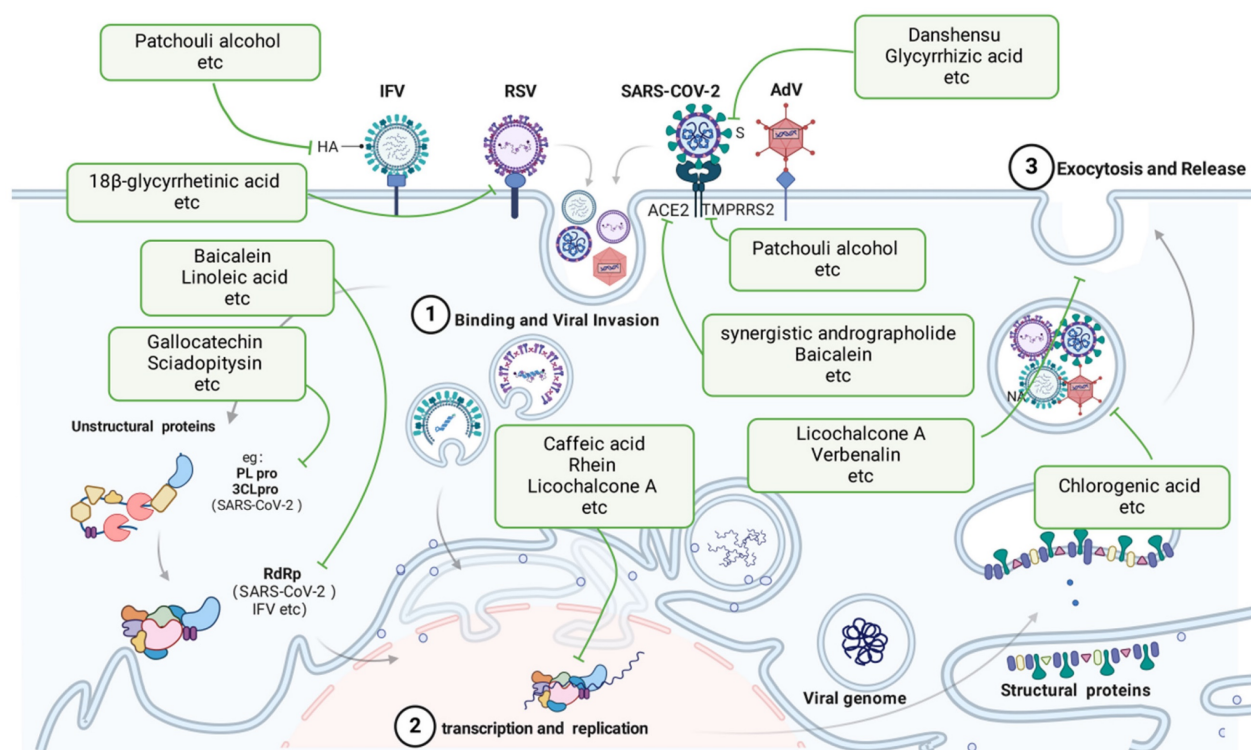 Patchouli alcohol
etc
Danshensu
Glycyrrhizic acid
etc
IFV
RSV
SARS-COV-2
AdV
HA
S
18β-glycyrrhetinic acid
etc
3
Exocytosis and Release
ACE2
TMPRRS2
Patchouli alcohol
etc
Baicalein
Linoleic acid
etc
1
Binding and Viral Invasion
synergistic andrographolide
Baicalein
etc
Gallocatechin
Sciadopitysin
etc
NA
Unstructural proteins
eg:
PL pro
3CLpro
(SARS-CoV-2 )
Caffeic acid
Rhein
Licochalcone A
etc
Licochalcone A
Verbenalin
etc
Chlorogenic acid
etc
RdRp
(SARS-CoV-2 )
IFV etc)
Viral genome
Structural proteins
2
transcription and replication